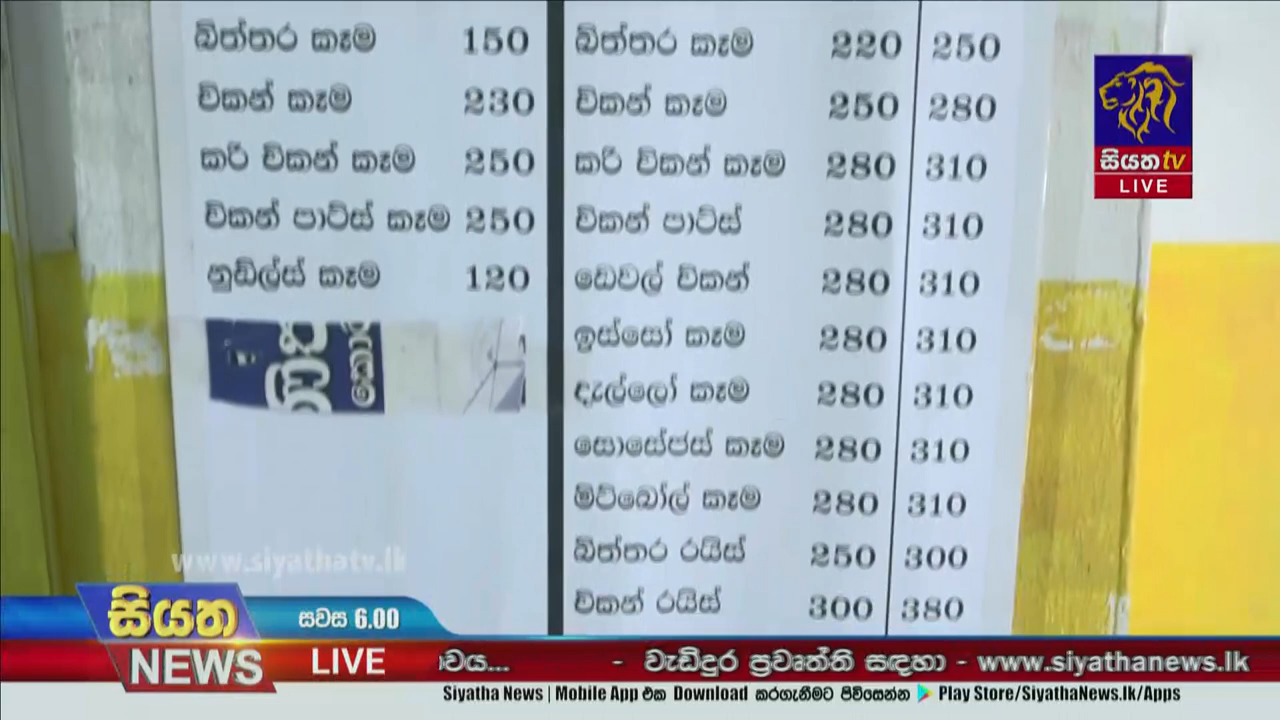 බිත්තර කෑම 150
චිකන් කෑම 230
කරි චිකන් කෑම 250
චිකන් පාට්ස් කෑම 250
නුඩ්ල්ස් කෑම 120
බිත්තර කෑම 220 250
චිකන් කෑම 250 280
කරි චිකන් කෑම 280 310
චිකන් පාට්ස් 280 310
ඩෙවල් චිකන් 280 310
ඉස්සෝ කෑම 280 310
දැල්ලෝ කෑම 280 310
සොසේජස් කෑම 280 310
මිට්බෝල් කෑම 280 310
බිත්තර රයිස් 250 300
චිකන් රයිස් 300 380
සියත tv
LIVE
www.siyathatv.lk
සියත
NEWS
සවස 6.00
LIVE
- වැඩිදුර ප්‍රවෘත්ති සඳහා - www.siyathanews.lk
Siyatha News | Mobile App එක Download කරගැනීමට පිවිසෙන්න Play Store/SiyathaNews.lk/Apps